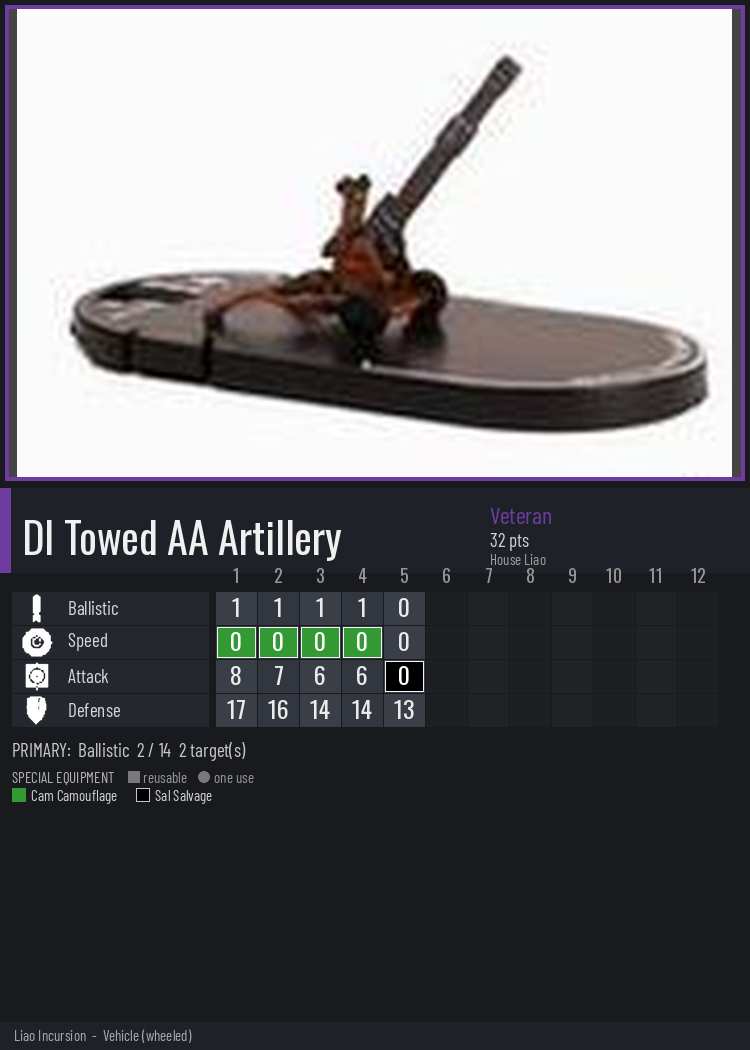 DI Towed AA Artillery
Veteran
32 pts
House Liao
1 2 3 4 5 6 7 8 9 10 11 12
Ballistic 1 1 1 1 0
Speed 0 0 0 0 0
Attack 8 7 6 6 0
Defense 17 16 14 14 13
PRIMARY: Ballistic 2 / 14 2 target(s)
SPECIAL EQUIPMENT reusable one use
Cam Camouflage Sal Salvage
Liao Incursion - Vehicle (wheeled)